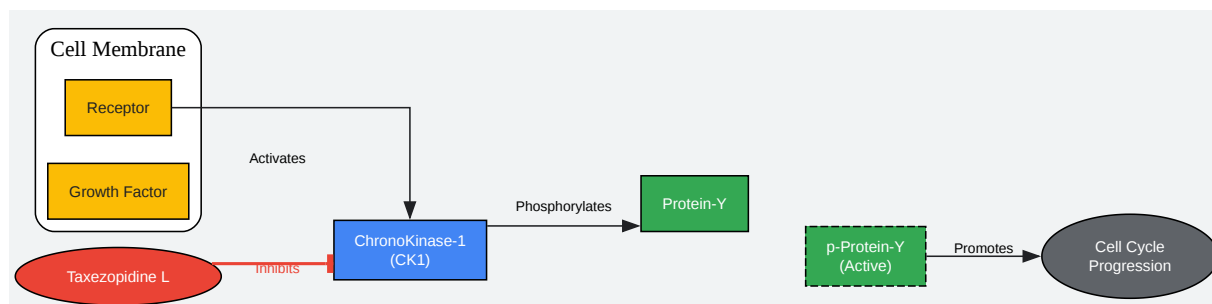 Cell Membrane
Receptor
Growth Factor
Activates
Taxezopidine L
Inhibits
ChronoKinase-1
(CK1)
Phosphorylates
Protein-Y
p-Protein-Y
(Active)
Promotes
Cell Cycle
Progression